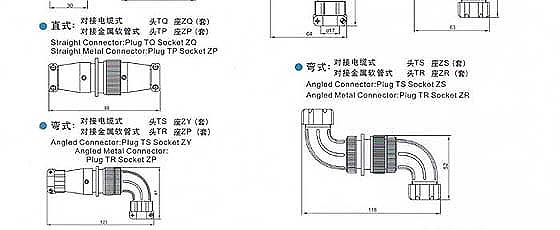 直式: 对接电缆式 头TQ 座ZQ (套)
对接金属软管式 头TP 座ZP (套)
Straight Connector:Plug TO Socket ZQ
Straight Metal Connector:Plug TP Socket ZP
弯式: 对接电缆式 头TS 座ZY (套)
对接金属软管式 头TR 座ZP (套)
Angled Connector:Plug TS Socket ZY
Angled Metal Connector:
Plug TR Socket ZP
121
64
63
弯式: 对接电缆式 头TS 座ZS (套)
对接金属软管式 头TR 座ZR (套)
Angled Connector:Plug TS Socket ZS
Angled Metal Connector:Plug TR Socket ZR
52
118